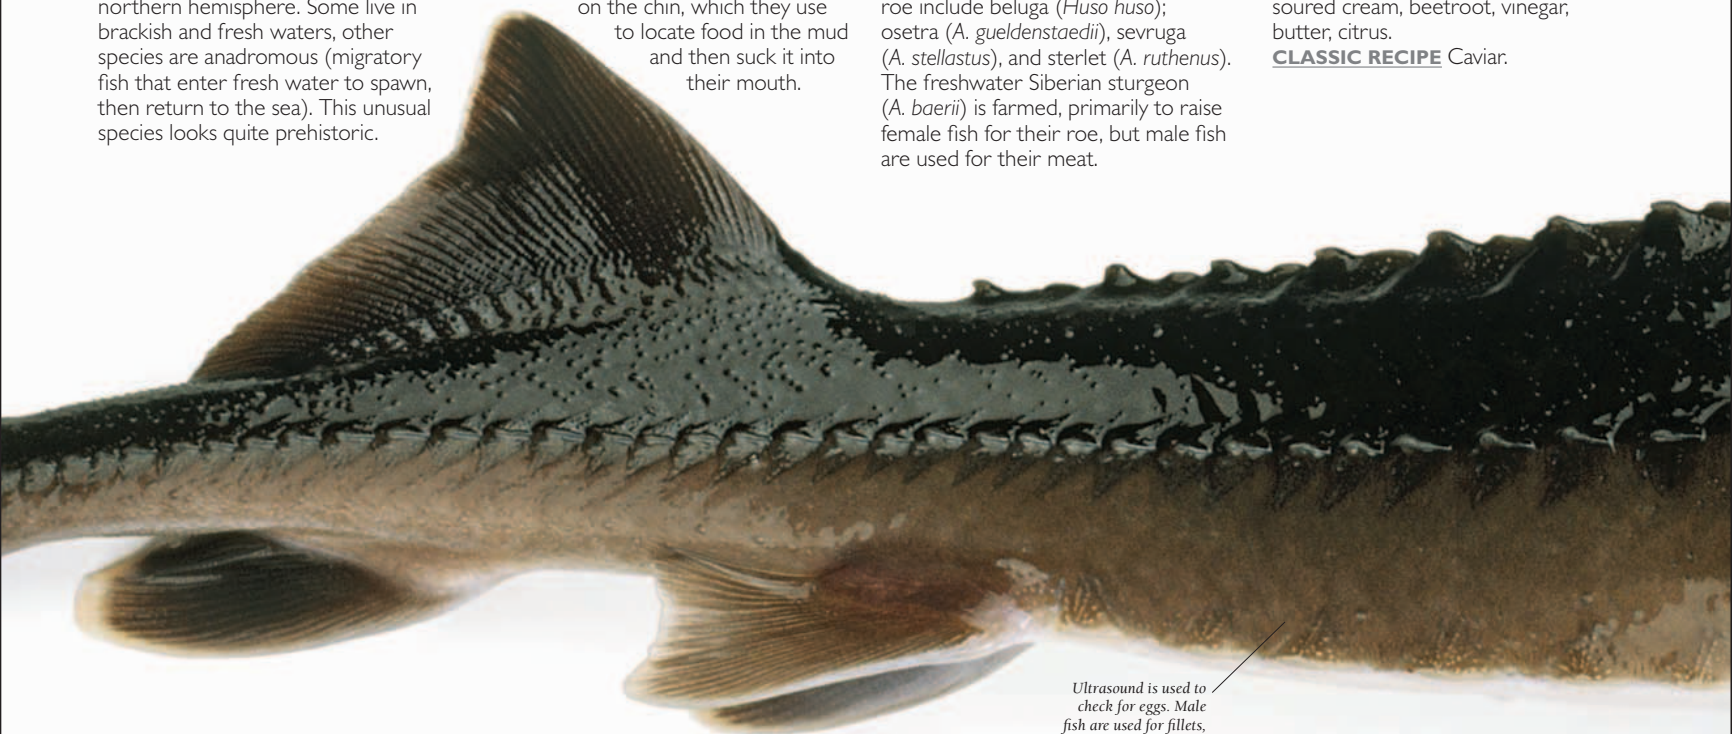 northern hemisphere. Some live in
brackish and fresh waters, other
species are anadromous (migratory
fish that enter fresh water to spawn,
then return to the sea). This unusual
species looks quite prehistoric.
on the chin, which they use
to locate food in the mud
and then suck it into
their mouth.
roe include beluga (Huso huso);
osetra (A. gueldenstaedii), sevruga
(A. stellastus), and sterlet (A. ruthenus).
The freshwater Siberian sturgeon
(A. baerii) is farmed, primarily to raise
female fish for their roe, but male fish
are used for their meat.
soured cream, beetroot, vinegar,
butter, citrus.
CLASSIC RECIPE Caviar.
Ultrasound is used to
check for eggs. Male
fish are used for fillets,